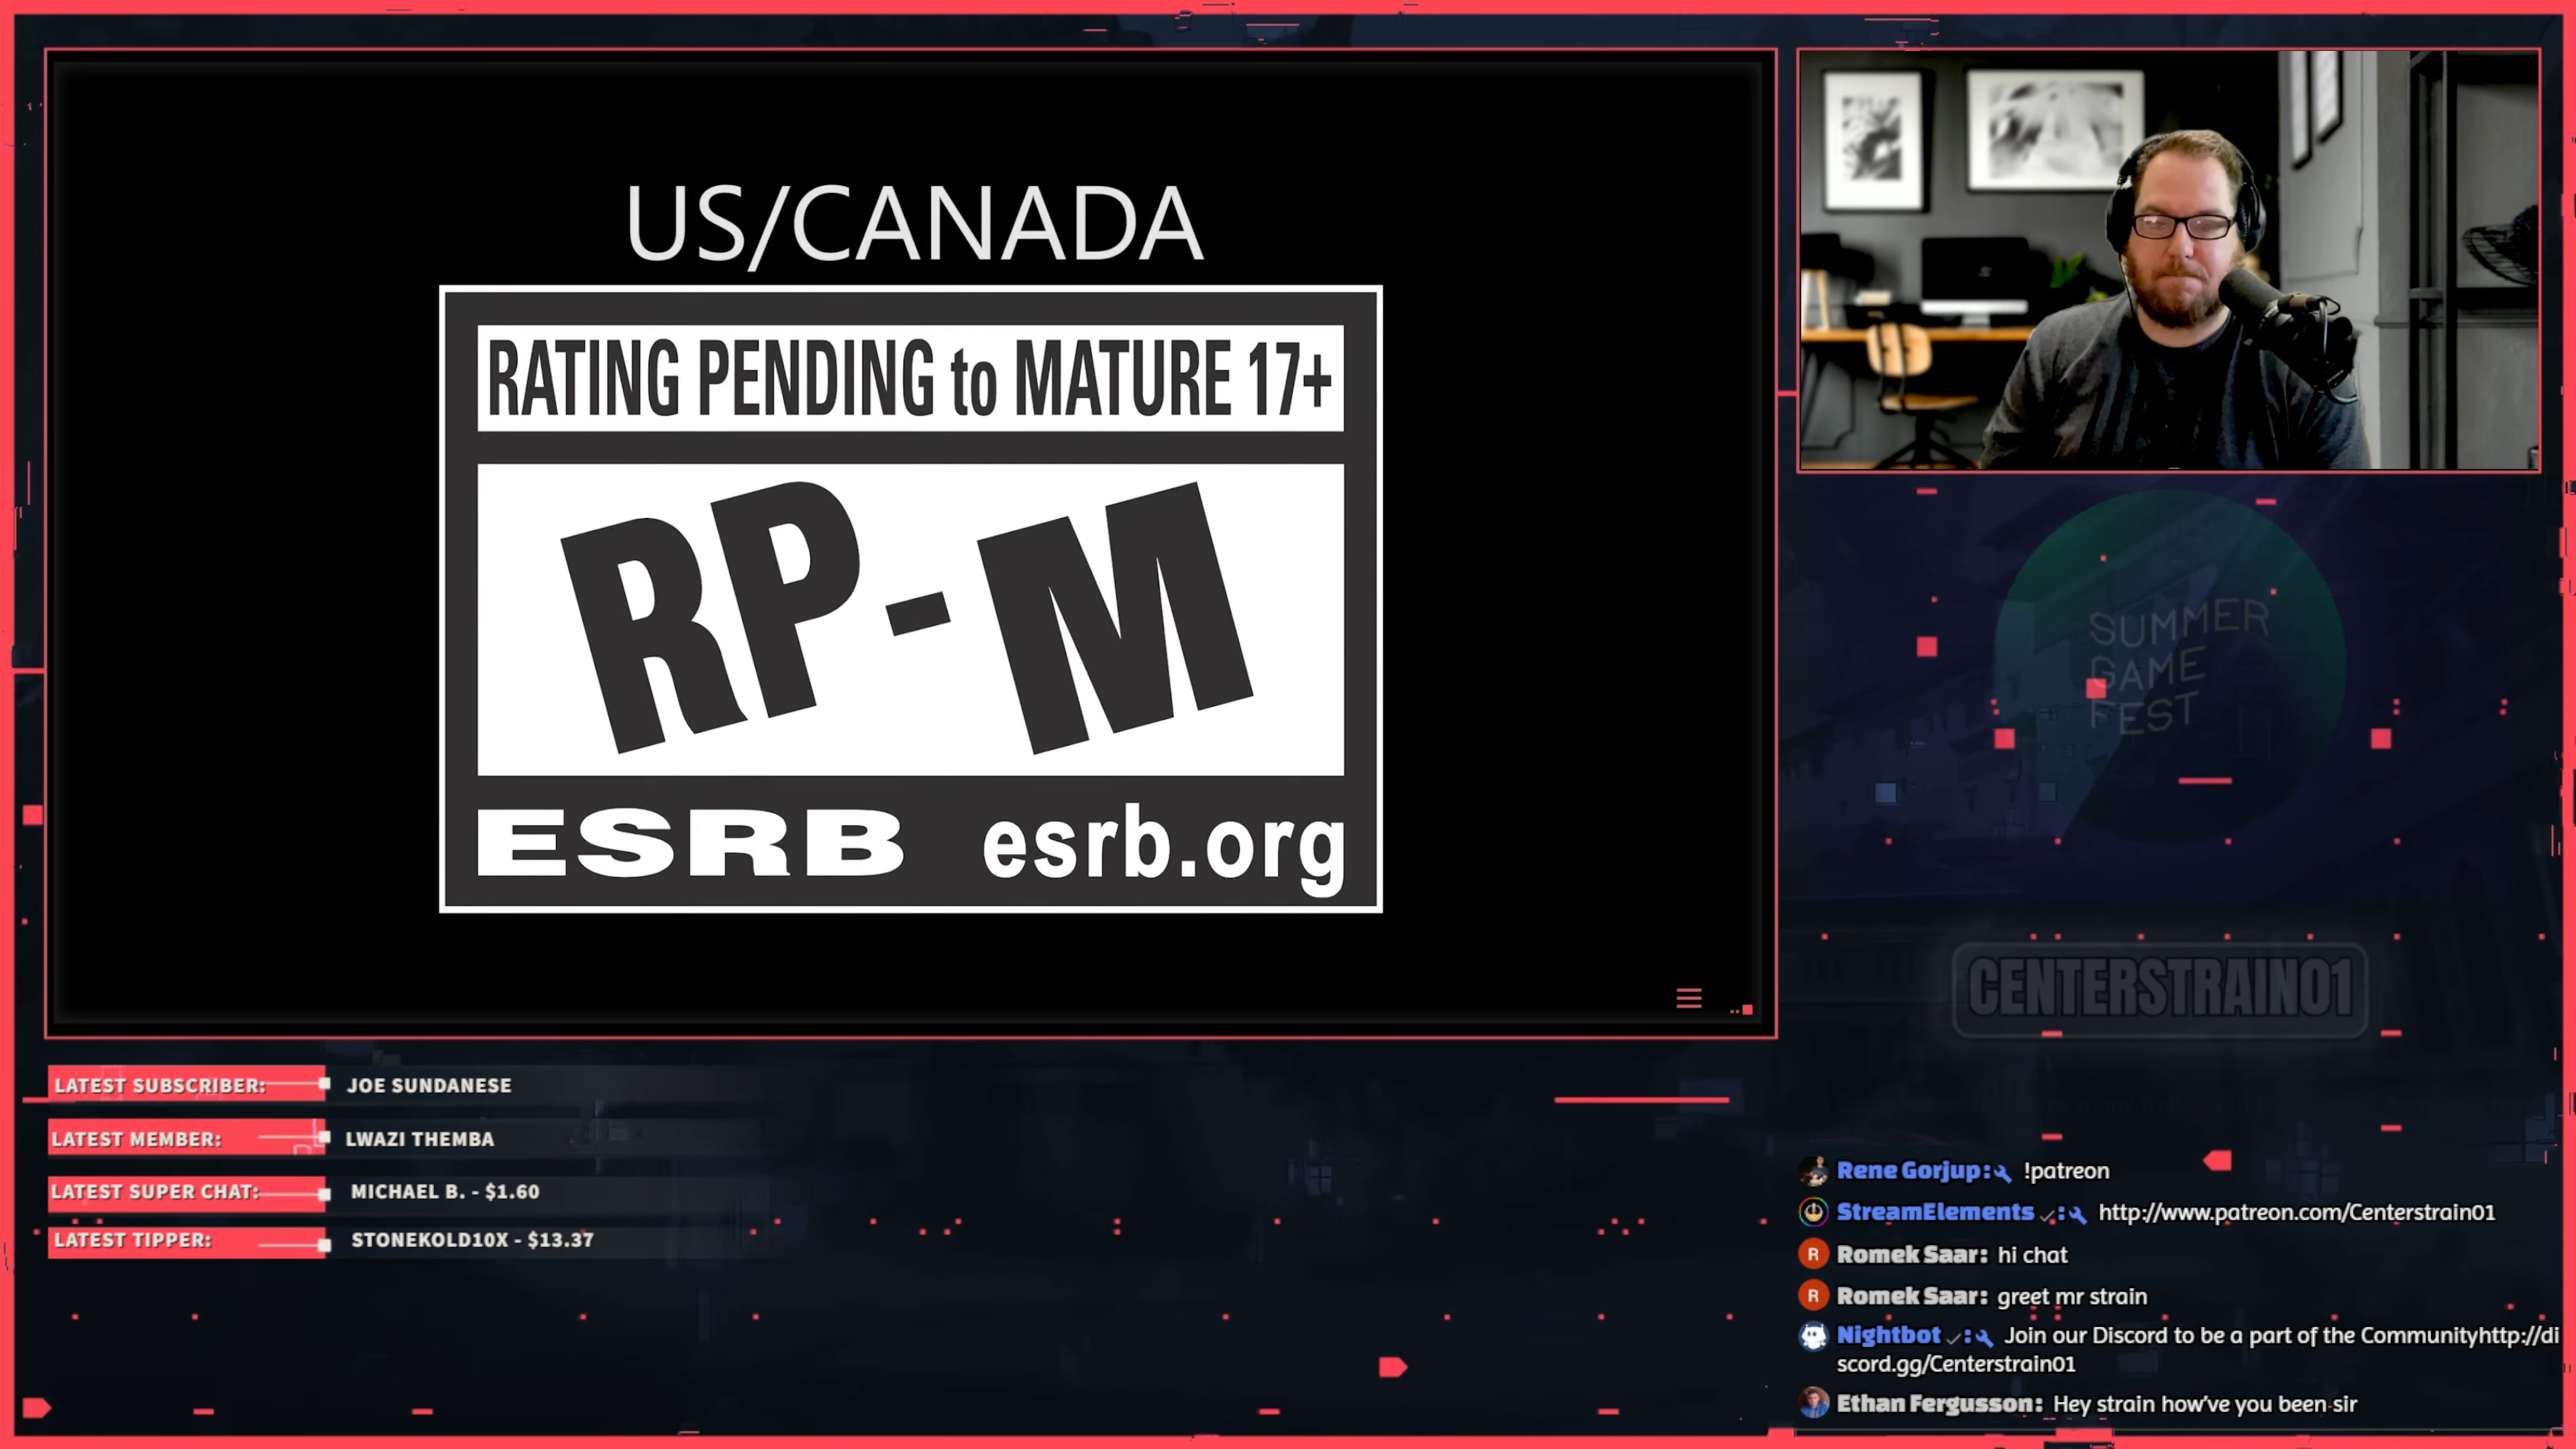 US/CANADA
RATING PENDING to MATURE 17+
RP-M
ESRB esrb.org
SUMMER
GAME
FEST
CENTERSTRAIN01
LATEST SUBSCRIBER: JOE SUNDANESE
LATEST MEMBER: LWAZI THEMBA
LATEST SUPER CHAT: MICHAEL B. - $1.60
LATEST TIPPER: STONEKOLD10X - $13.37
Rene Gorjup: !patreon
StreamElements : http://www.patreon.com/Centerstrain01
R Romek Saar: hi chat
R Romek Saar: greet mr strain
Nightbot : Join our Discord to be a part of the Communityhttp://di
scord.gg/Centerstrain01
Ethan Fergusson: Hey strain how've you been sir